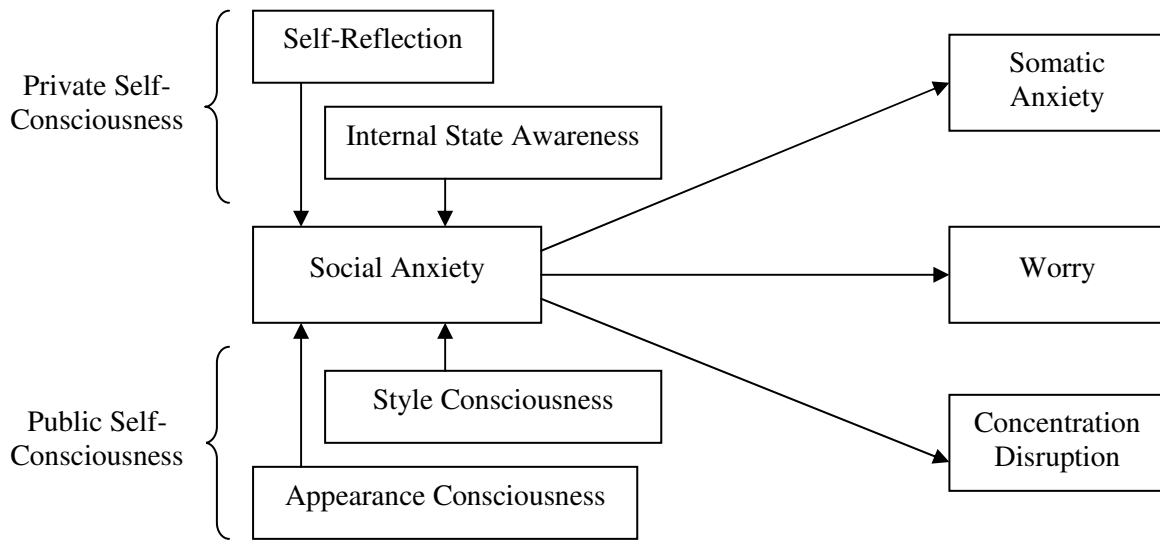 Private Self-
Consciousness
Self-Reflection
Internal State Awareness
Social Anxiety
Public Self-
Consciousness
Style Consciousness
Appearance Consciousness
Somatic
Anxiety
Worry
Concentration
Disruption